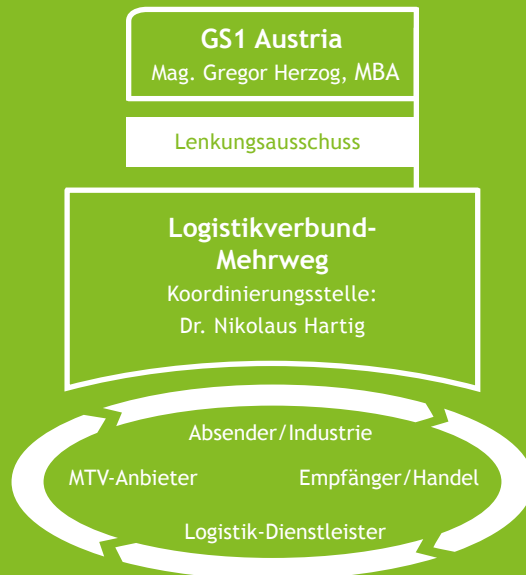 GS1 Austria
Mag. Gregor Herzog, MBA
Lenkungsausschuss
Logistikverbund-
Mehrweg
Koordinierungsstelle:
Dr. Nikolaus Hartig
Absender/Industrie
MTV-Anbieter
Empfänger/Handel
Logistik-Dienstleister